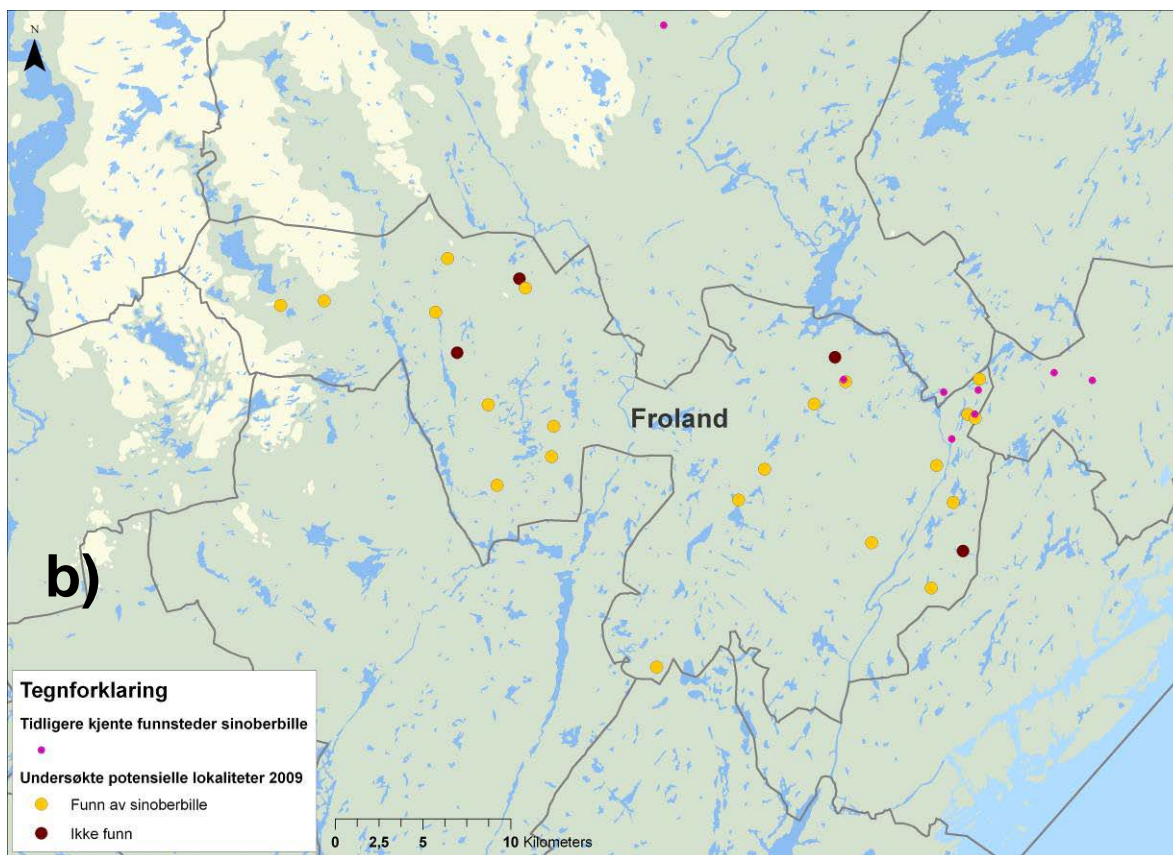 N
Froland
b)
Tegnforklaring
Tidligere kjente funnsteder sinoberbille
Undersøkte potensielle lokaliteter 2009
Funn av sinoberbille
Ikke funn
0 2,5 5 10 Kilometers